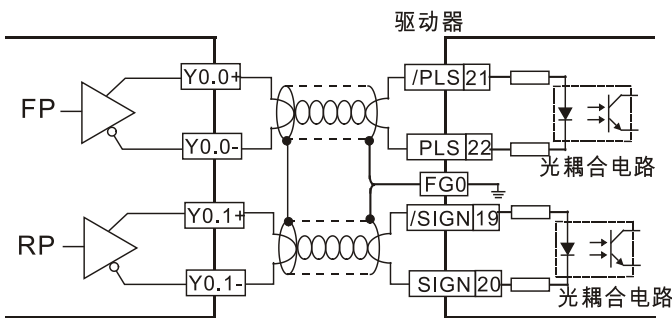 驱动器
Y0.0+
/PLS 21
FP
Y0.0-
PLS 22
光耦合电路
FG0
Y0.1+
/SIGN 19
RP
Y0.1-
SIGN 20
光耦合电路